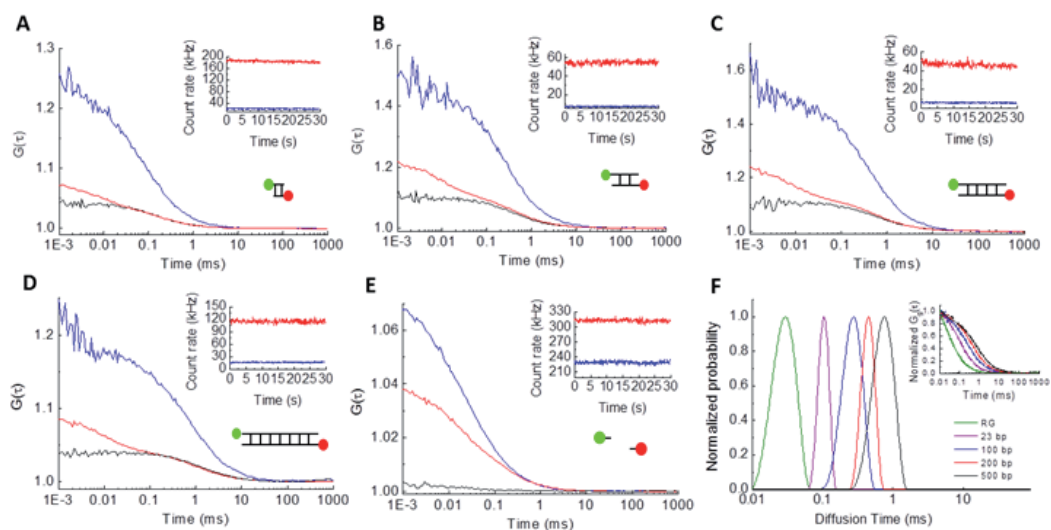 A
1.3
1.2
1.1
1.0
G(τ)
1E-3 0.01 0.1 1 10 100 1000
Time (ms)
Count rate (kHz)
200
160
120
80
40
0 5 10 15 20 25 30
Time (s)
B
1.6
1.4
1.2
1.0
G(τ)
1E-3 0.01 0.1 1 10 100 1000
Time (ms)
Count rate (kHz)
60
40
20
0
0 5 10 15 20 25 30
Time (s)
C
1.6
1.4
1.2
1.0
G(τ)
1E-3 0.01 0.1 1 10 100 1000
Time (ms)
Count rate (kHz)
60
40
20
0
0 5 10 15 20 25 30
Time (s)
D
1.2
1.1
1.0
G(τ)
1E-3 0.01 0.1 1 10 100 1000
Time (ms)
Count rate (kHz)
150
120
90
60
30
0
0 5 10 15 20 25 30
Time (s)
E
1.06
1.04
1.02
1.00
G(τ)
1E-3 0.01 0.1 1 10 100 1000
Time (ms)
Count rate (kHz)
330
300
270
240
210
0 5 10 15 20 25 30
Time (s)
F
Normalized probability
1.0
0.8
0.6
0.4
0.2
0.0
0.01 0.1 1 10
Diffusion Time (ms)
1.0
0.8
0.6
0.4
0.2
0.0
0.01 0.1 1 10 100 1000
Time (ms)
RG
23 bp
100 bp
200 bp
500 bp